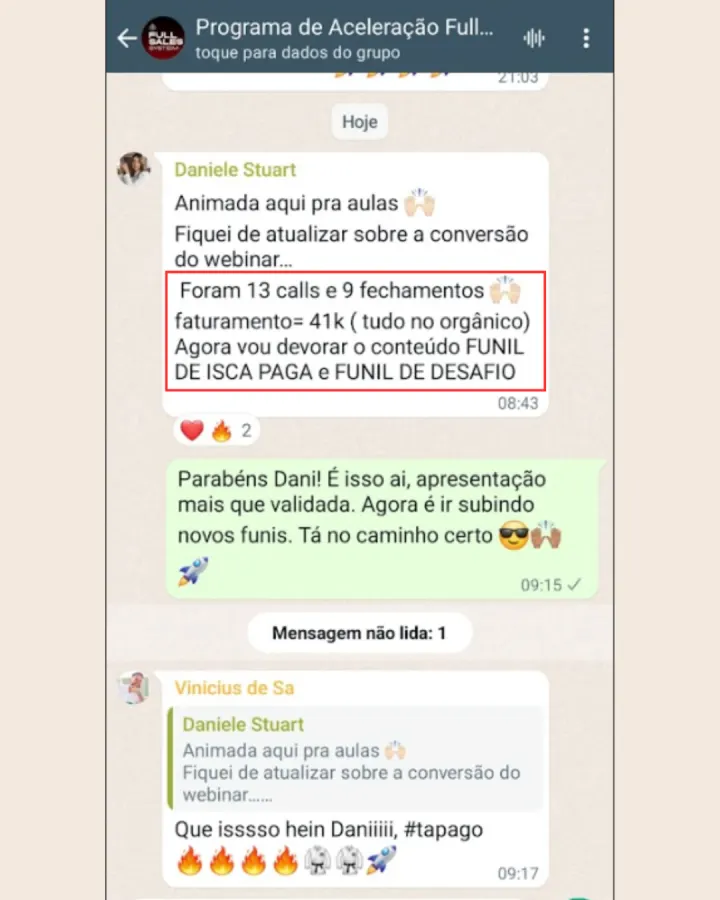 FULL
SALES
SYSTEM
Programa de Aceleração Full...
toque para dados do grupo
21:03
Hoje
Daniele Stuart
Animada aqui pra aulas 🙌🏻
Fiquei de atualizar sobre a conversão
do webinar...
Foram 13 calls e 9 fechamentos 🙌🏻
faturamento= 41k ( tudo no orgânico)
Agora vou devorar o conteúdo FUNIL
DE ISCA PAGA e FUNIL DE DESAFIO
08:43
❤️🔥 2
Parabéns Dani! É isso ai, apresentação
mais que validada. Agora é ir subindo
novos funis. Tá no caminho certo 😎🙌🏽
🚀
09:15 ✓
Mensagem não lida: 1
Vinicius de Sa
Daniele Stuart
Animada aqui pra aulas 🙌🏻
Fiquei de atualizar sobre a conversão do
webinar......
Que isssso hein Daniiiii, #tapago
🔥🔥🔥🔥🥋🥋🚀
09:17